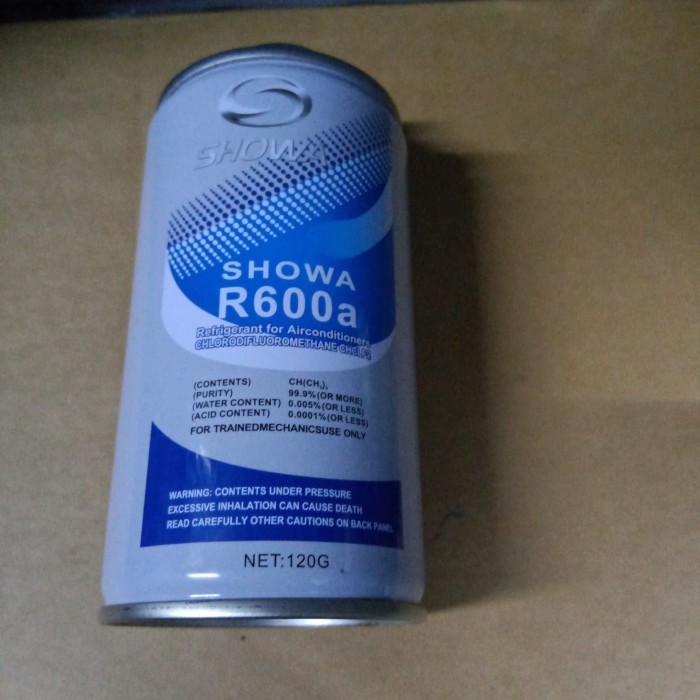 SHOWA
SHOWA
R600a
Refrigerant for Airconditioners
CHLORODIFLUOROMETHANE
(CONTENTS) CH(CH₃)₃
(PURITY) 99.9%(OR MORE)
(WATER CONTENT) 0.005%(OR LESS)
(ACID CONTENT) 0.0001%(OR LESS)
FOR TRAINEDMECHANICSUSE ONLY
WARNING: CONTENTS UNDER PRESSURE
EXCESSIVE INHALATION CAN CAUSE DEATH
READ CAREFULLY OTHER CAUTIONS ON BACK PANEL
NET:120G